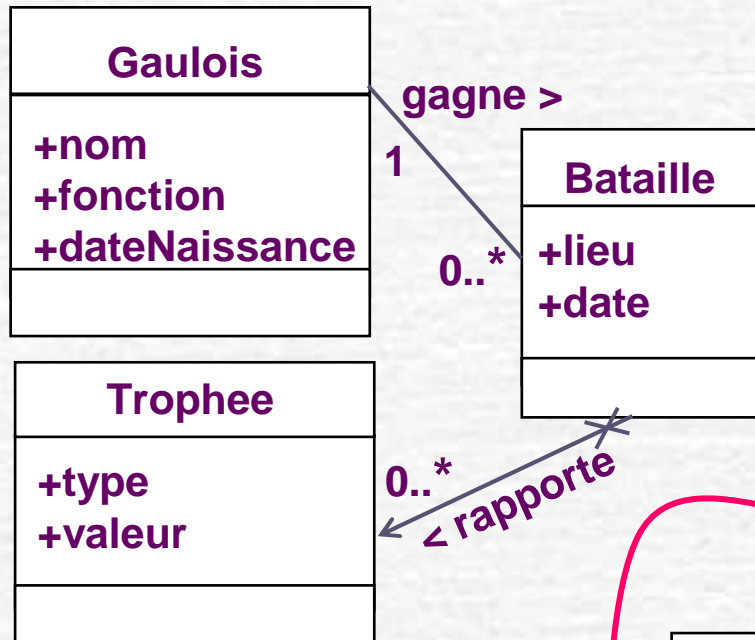 Gaulois
+nom
+fonction
+dateNaissance
gagne >
1
0..*
Bataille
+lieu
+date
Trophee
+type
+valeur
0..*
< rapporte